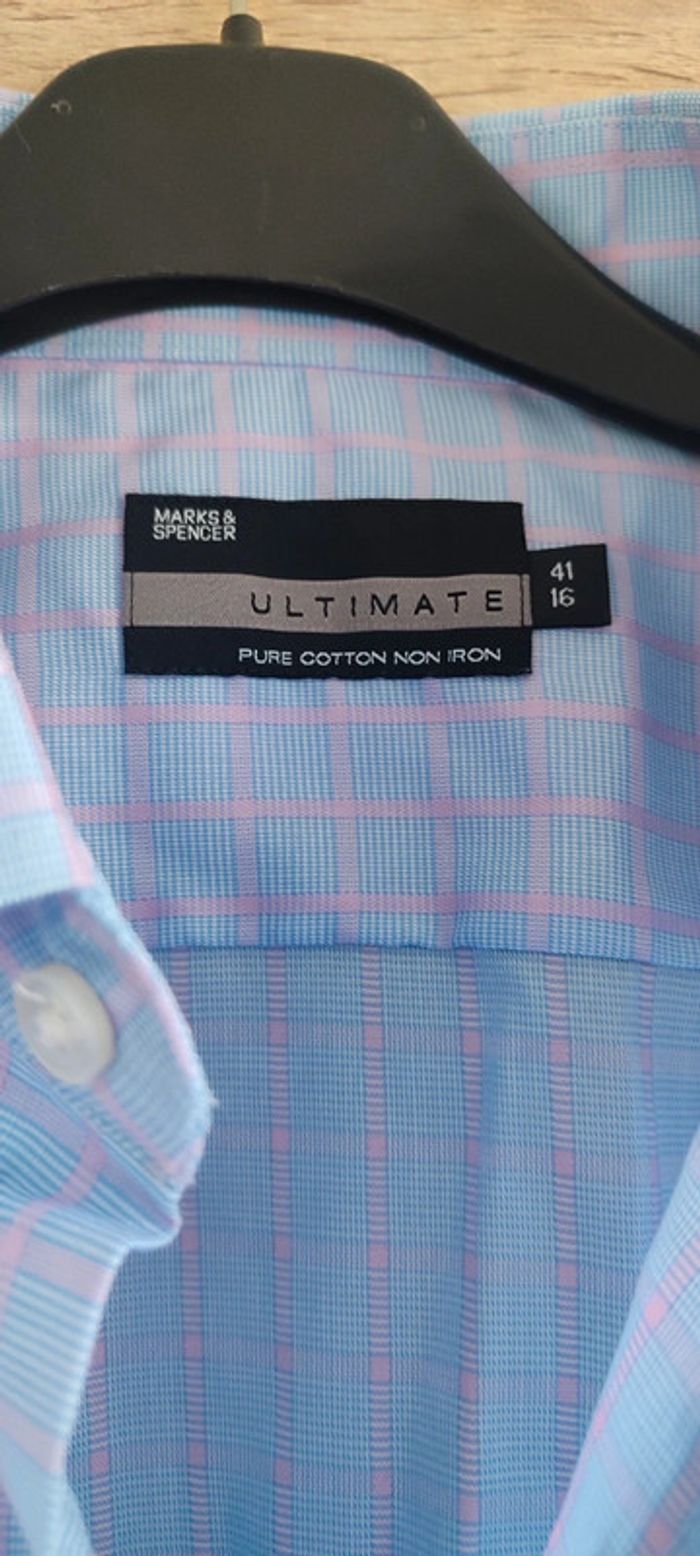 MARKS &
SPENCER
ULTIMATE
PURE COTTON NON IRON
41
16